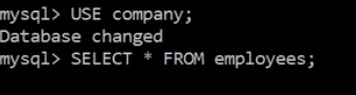 mysql> USE company;
Database changed
mysql> SELECT * FROM employees;